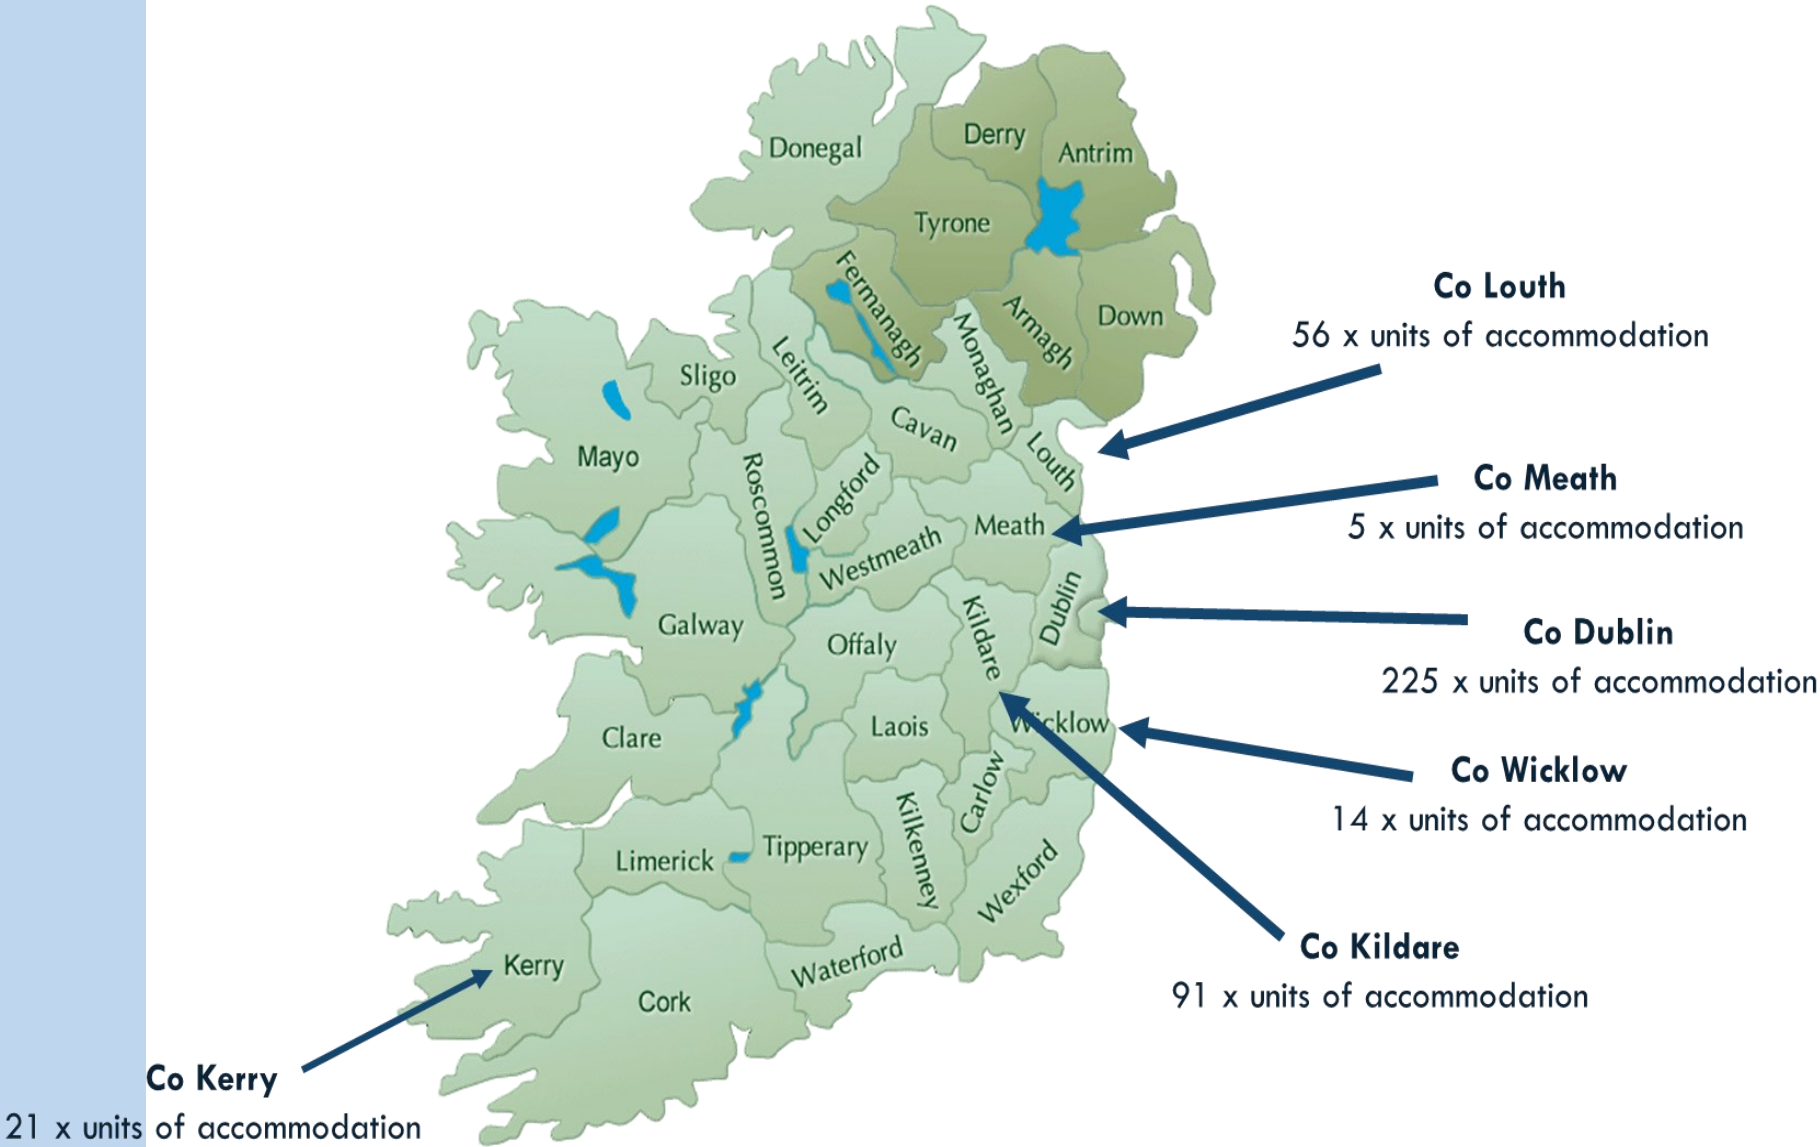 Donegal
Derry
Antrim
Tyrone
Fermanagh
Armagh
Down
Monaghan
Sligo
Leitrim
Cavan
Louth
Mayo
Roscommon
Longford
Meath
Westmeath
Galway
Offaly
Kildare
Dublin
Clare
Laois
Wicklow
Carlow
Limerick
Tipperary
Kilkenney
Wexford
Kerry
Cork
Waterford
Co Louth
56 x units of accommodation
Co Meath
5 x units of accommodation
Co Dublin
225 x units of accommodation
Co Wicklow
14 x units of accommodation
Co Kildare
91 x units of accommodation
Co Kerry
21 x units of accommodation